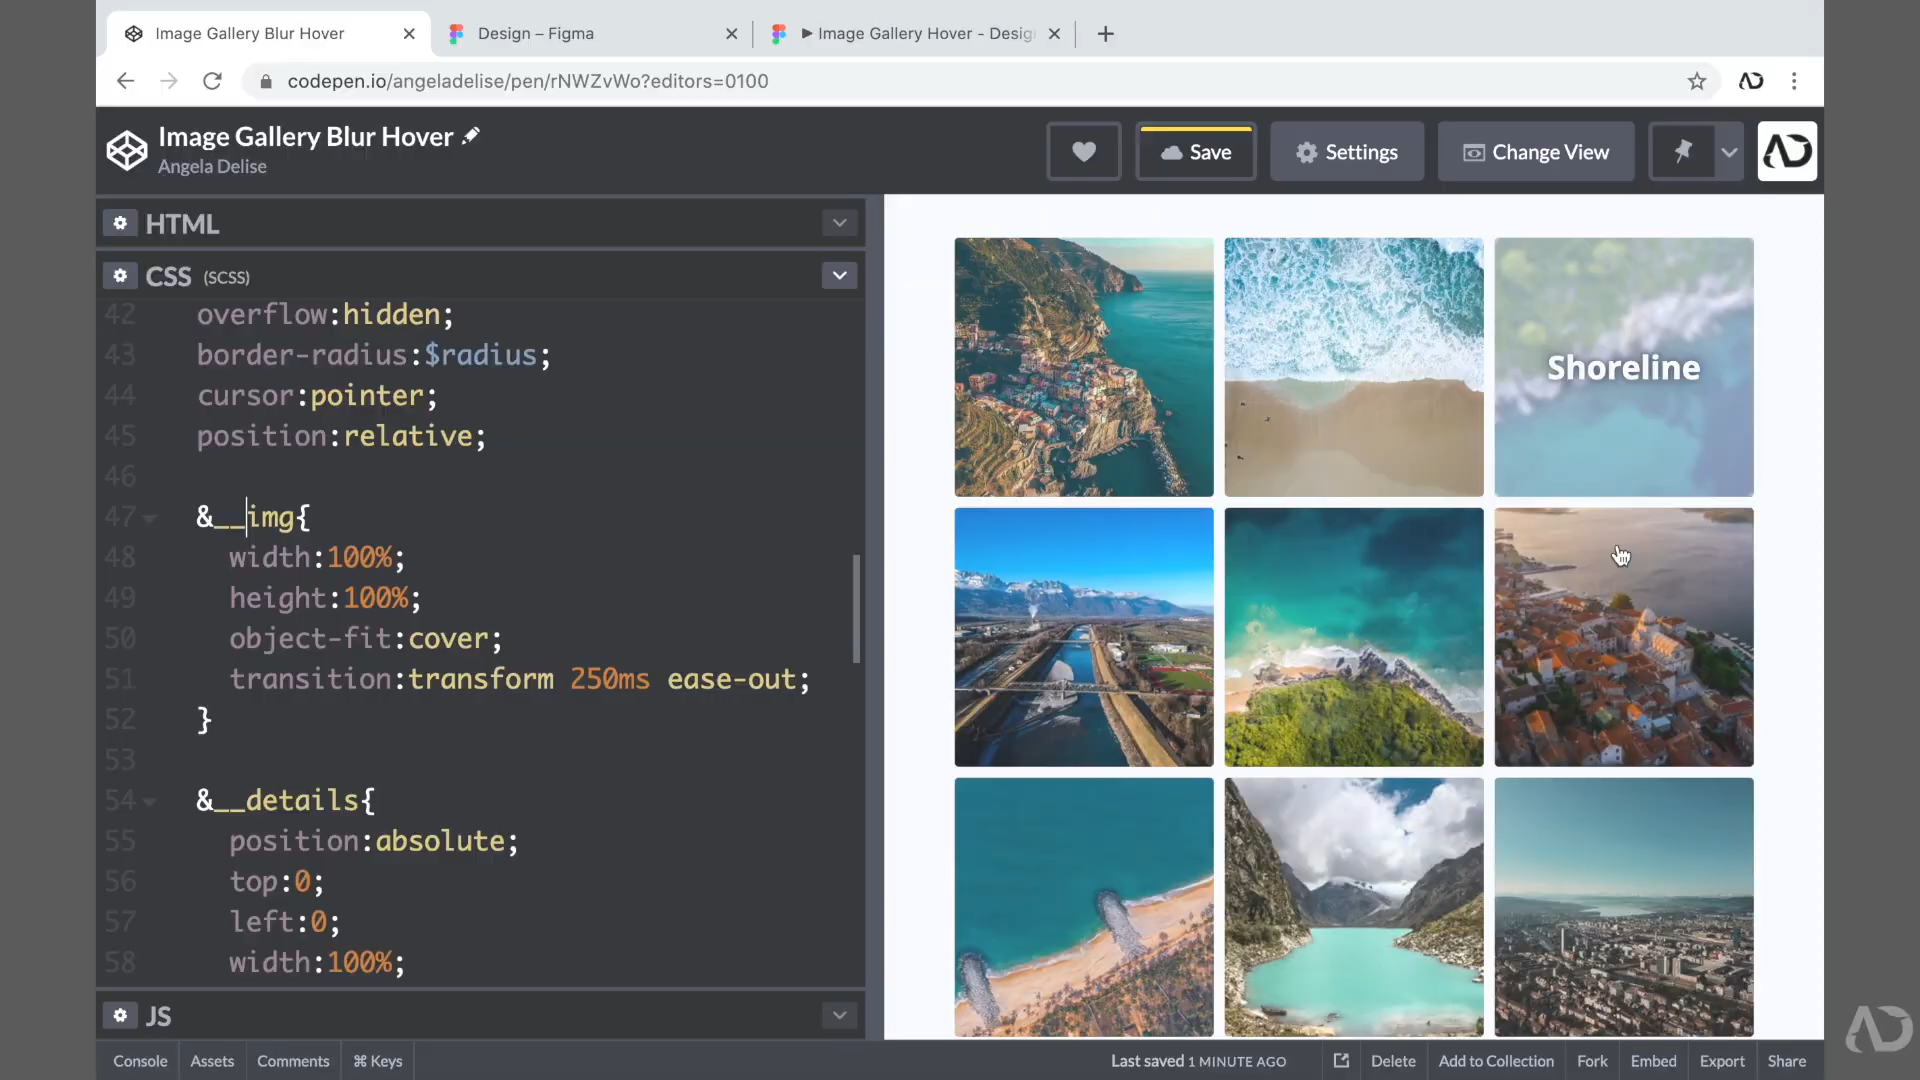 Image Gallery Blur Hover
Design – Figma
Image Gallery Hover - Desig
codepen.io/angeladelise/pen/rNWZvWo?editors=0100
Image Gallery Blur Hover
Angela Delise
Save
Settings
Change View
HTML
CSS (SCSS)
42 overflow:hidden;
43 border-radius:$radius;
44 cursor:pointer;
45 position:relative;
46
47 &__img{
48 width:100%;
49 height:100%;
50 object-fit:cover;
51 transition:transform 250ms ease-out;
52 }
53
54 &__details{
55 position:absolute;
56 top:0;
57 left:0;
58 width:100%;
Shoreline
JS
Console Assets Comments ⌘ Keys
Last saved 1 MINUTE AGO
Delete Add to Collection Fork Embed Export Share